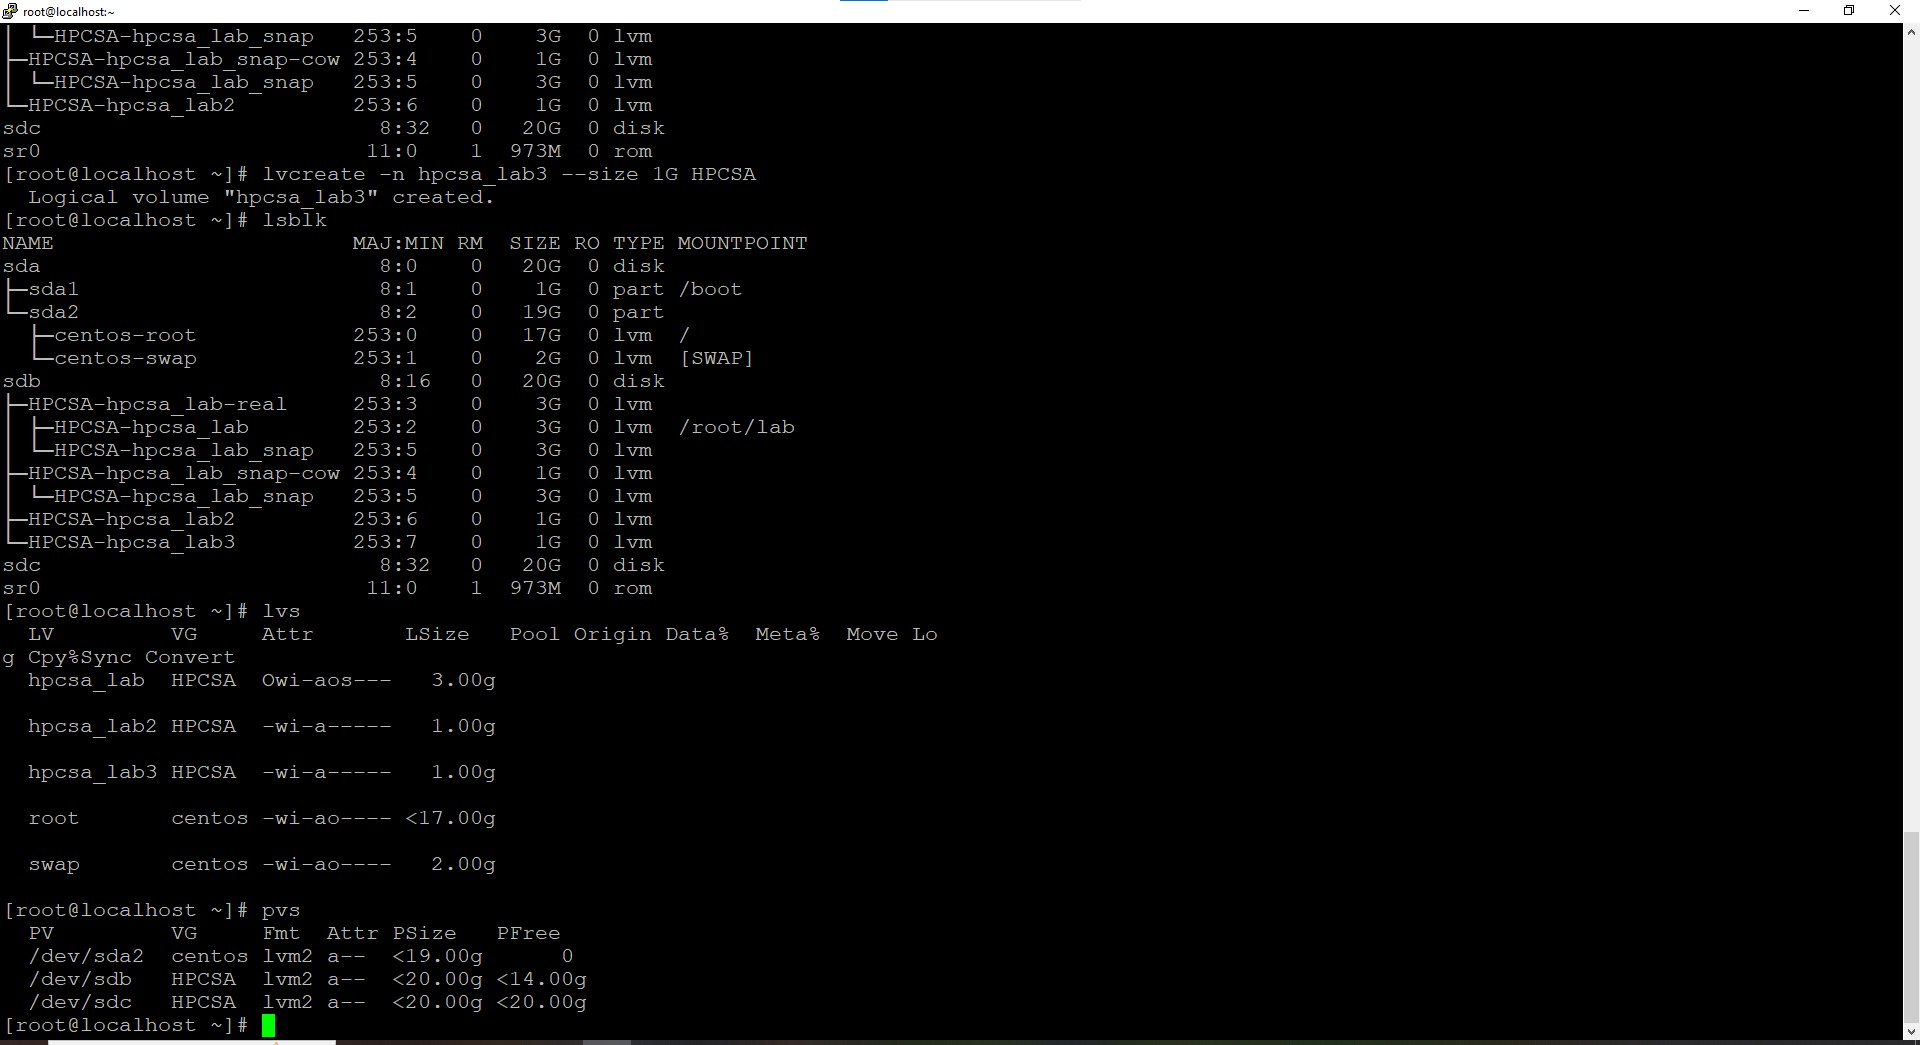 root@localhost:~
│ └─HPCSA-hpcsa_lab_snap   253:5    0    3G  0 lvm
├─HPCSA-hpcsa_lab_snap-cow 253:4    0    1G  0 lvm
│ └─HPCSA-hpcsa_lab_snap   253:5    0    3G  0 lvm
└─HPCSA-hpcsa_lab2         253:6    0    1G  0 lvm
sdc                          8:32   0   20G  0 disk
sr0                         11:0    1  973M  0 rom
[root@localhost ~]# lvcreate -n hpcsa_lab3 --size 1G HPCSA
  Logical volume "hpcsa_lab3" created.
[root@localhost ~]# lsblk
NAME                       MAJ:MIN RM   SIZE RO TYPE MOUNTPOINT
sda                          8:0    0   20G  0 disk
├─sda1                       8:1    0    1G  0 part /boot
└─sda2                       8:2    0   19G  0 part
  ├─centos-root            253:0    0   17G  0 lvm  /
  └─centos-swap            253:1    0    2G  0 lvm  [SWAP]
sdb                          8:16   0   20G  0 disk
├─HPCSA-hpcsa_lab-real     253:3    0    3G  0 lvm
│ ├─HPCSA-hpcsa_lab        253:2    0    3G  0 lvm  /root/lab
│ └─HPCSA-hpcsa_lab_snap   253:5    0    3G  0 lvm
├─HPCSA-hpcsa_lab_snap-cow 253:4    0    1G  0 lvm
│ └─HPCSA-hpcsa_lab_snap   253:5    0    3G  0 lvm
├─HPCSA-hpcsa_lab2         253:6    0    1G  0 lvm
└─HPCSA-hpcsa_lab3         253:7    0    1G  0 lvm
sdc                          8:32   0   20G  0 disk
sr0                         11:0    1  973M  0 rom
[root@localhost ~]# lvs
  LV         VG     Attr       LSize   Pool Origin Data%  Meta%  Move Lo
g Cpy%Sync Convert
  hpcsa_lab  HPCSA  Owi-aos---   3.00g
  hpcsa_lab2 HPCSA  -wi-a-----   1.00g
  hpcsa_lab3 HPCSA  -wi-a-----   1.00g
  root       centos -wi-ao---- <17.00g
  swap       centos -wi-ao----   2.00g
[root@localhost ~]# pvs
  PV         VG     Fmt  Attr PSize   PFree
  /dev/sda2  centos lvm2 a--  <19.00g      0
  /dev/sdb   HPCSA  lvm2 a--  <20.00g <14.00g
  /dev/sdc   HPCSA  lvm2 a--  <20.00g <20.00g
[root@localhost ~]#